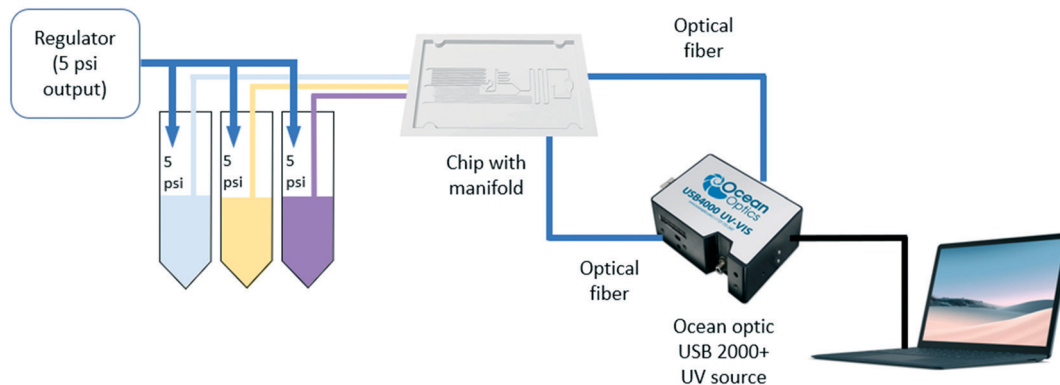 Regulator
(5 psi
output)
5
psi
5
psi
5
psi
Chip with
manifold
Optical
fiber
Optical
fiber
Ocean
Optics
USB4000 UV-VIS
Ocean optic
USB 2000+
UV source